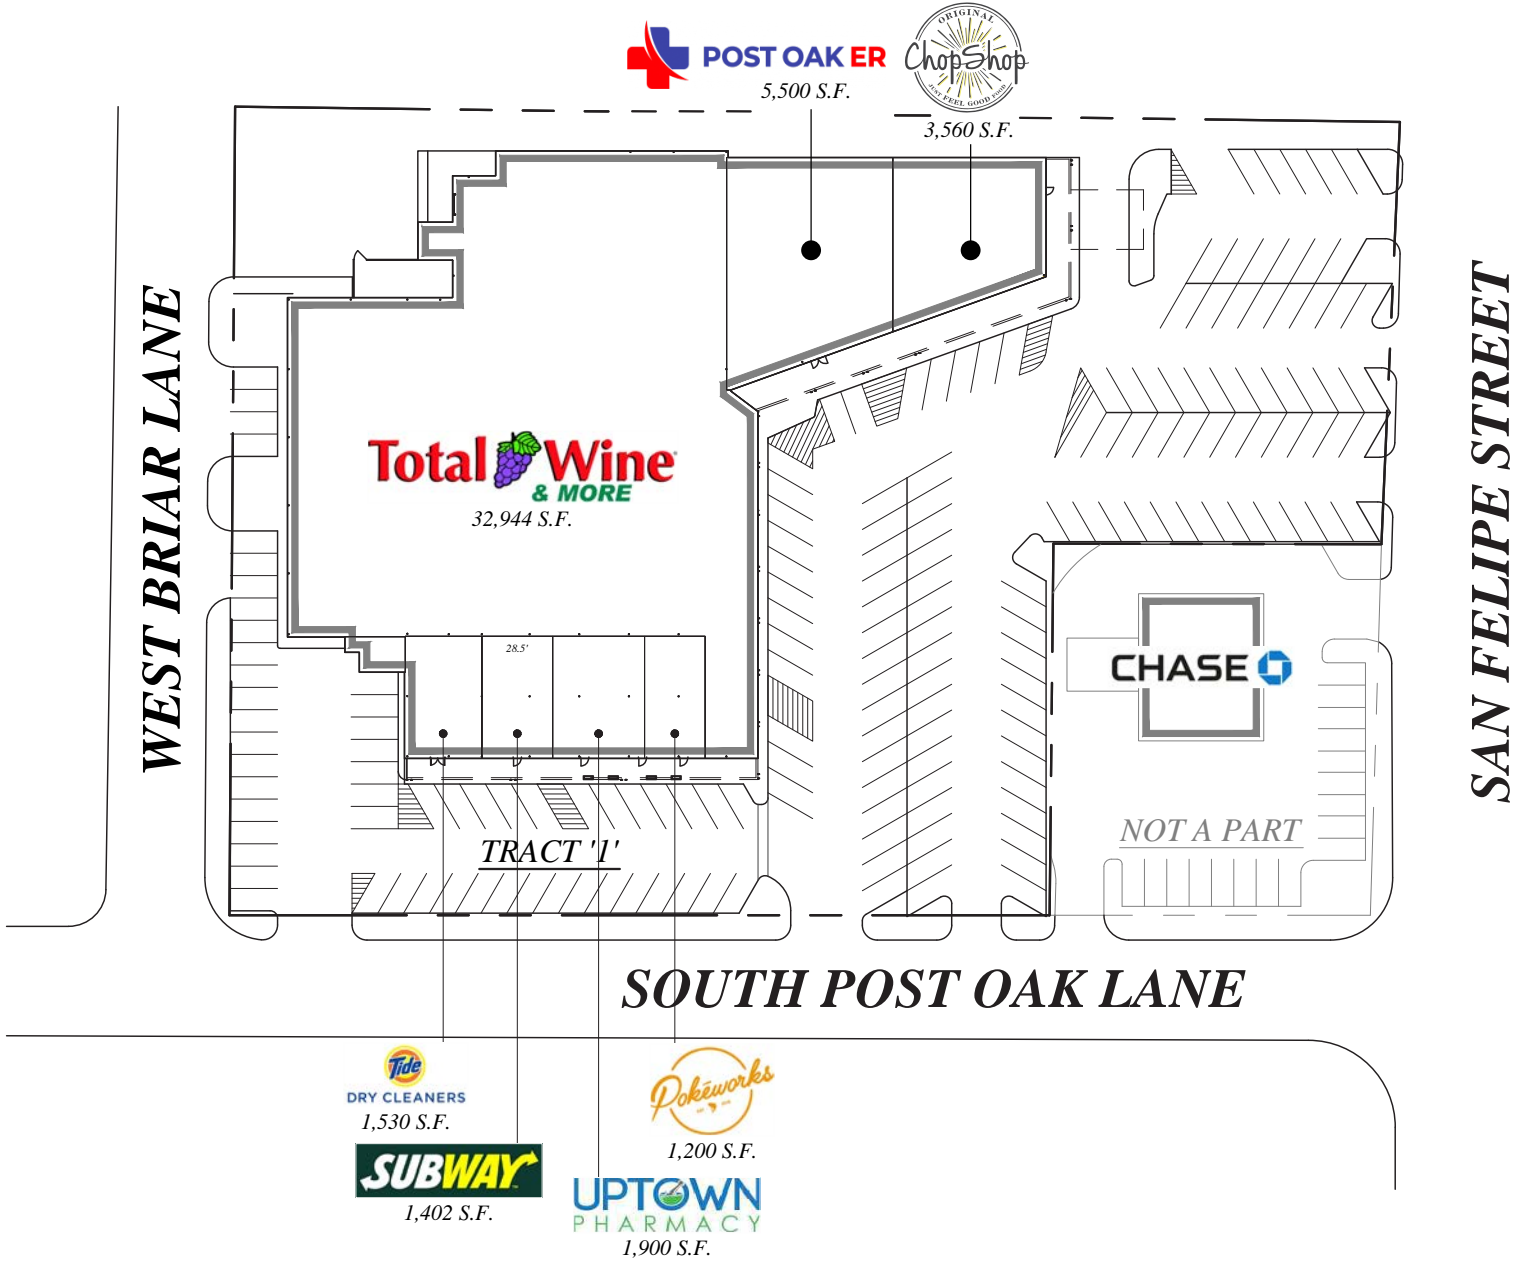 POST OAK ER
5,500 S.F.
ORIGINAL
ChopShop
JUST FEEL GOOD FOOD
3,560 S.F.
WEST BRIAR LANE
SAN FELIPE STREET
Total Wine
& MORE
32,944 S.F.
28.5'
CHASE
NOT A PART
TRACT '1'
SOUTH POST OAK LANE
Tide
DRY CLEANERS
1,530 S.F.
Pokéworks
1,200 S.F.
SUBWAY
1,402 S.F.
UPTOWN
PHARMACY
1,900 S.F.